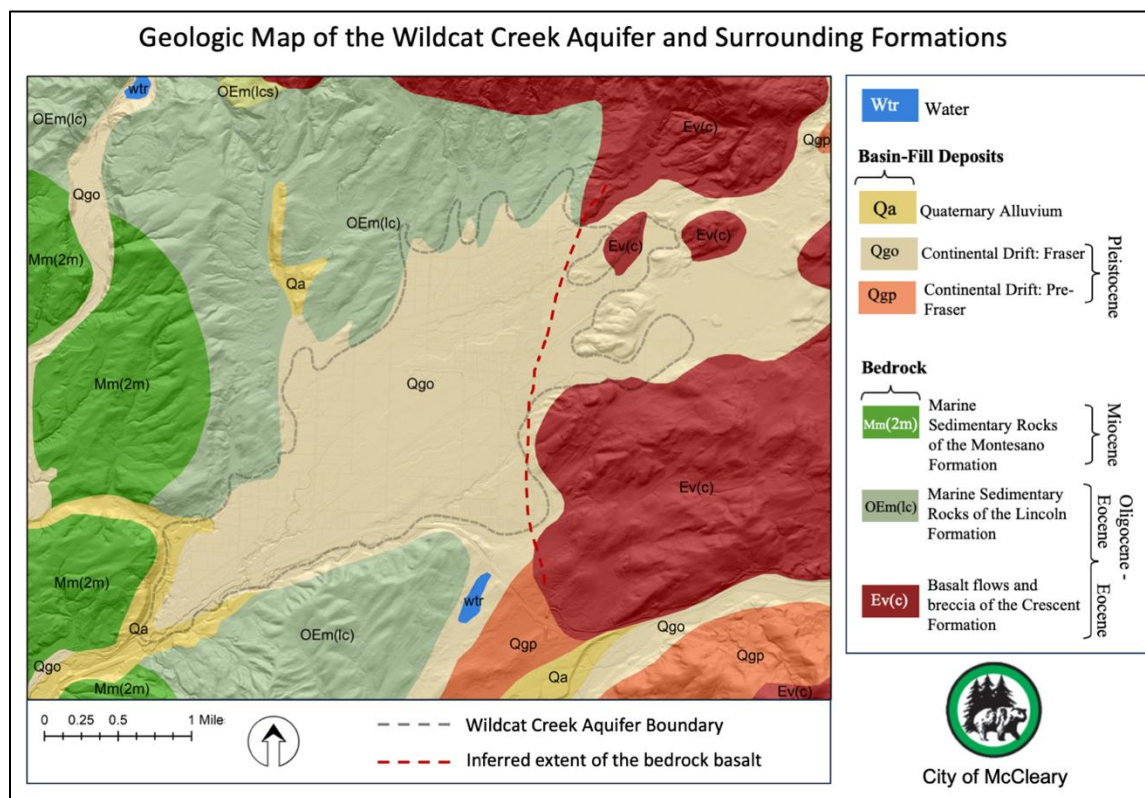 Geologic Map of the Wildcat Creek Aquifer and Surrounding Formations
wtr
OEm(lcs)
OEm(lc)
Ev(c)
Qgp
Qgo
OEm(lc)
Mm(2m)
Ev(c)
Ev(c)
Qa
Mm(2m)
Qgo
Ev(c)
Mm(2m)
wtr
Qa
OEm(lc)
Qgo
Qgp
Qgo
Qgp
Qa
Mm(2m)
Ev(c)
0 0.25 0.5 1 Miles
Wildcat Creek Aquifer Boundary
Inferred extent of the bedrock basalt
Wtr Water
Basin-Fill Deposits
Qa Quaternary Alluvium
Qgo Continental Drift: Fraser
Qgp Continental Drift: Pre-
Fraser
Pleistocene
Bedrock
Mm(2m) Marine
Sedimentary Rocks
of the Montesano
Formation
Miocene
OEm(lc) Marine Sedimentary
Rocks of the Lincoln
Formation
Oligocene -
Eocene
Ev(c) Basalt flows and
breccia of the Crescent
Formation
Eocene
City of McCleary